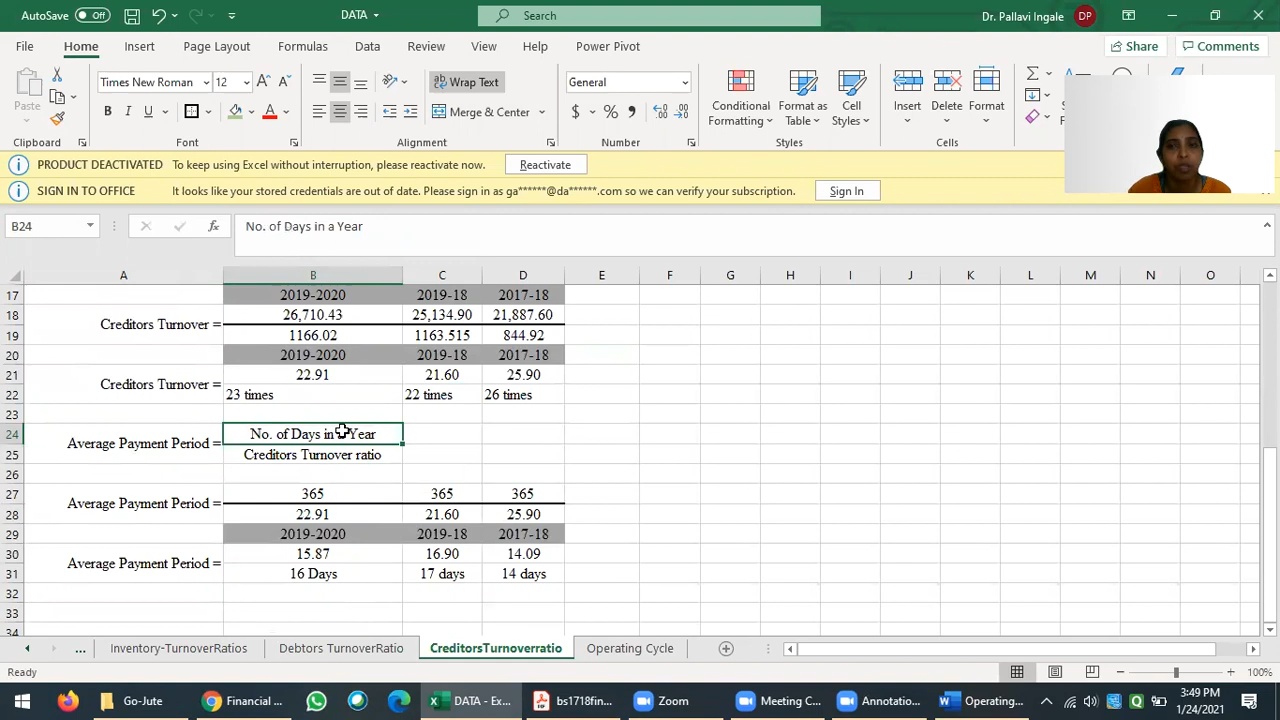 AutoSave Off DATA Search Dr. Pallavi Ingale DP
File Home Insert Page Layout Formulas Data Review View Help Power Pivot Share Comments
Paste Times New Roman 12 Wrap Text General Conditional Formatting Format as Table Cell Styles Insert Delete Format
B I U Merge & Center $ % ,
Clipboard Font Alignment Number Styles Cells
PRODUCT DEACTIVATED To keep using Excel without interruption, please reactivate now. Reactivate
SIGN IN TO OFFICE It looks like your stored credentials are out of date. Please sign in as ga******@da******.com so we can verify your subscription. Sign In
B24 fx No. of Days in a Year
A B C D E F G H I J K L M N O
17 2019-2020 2019-18 2017-18
18 26,710.43 25,134.90 21,887.60
Creditors Turnover =
19 1166.02 1163.515 844.92
20 2019-2020 2019-18 2017-18
21 22.91 21.60 25.90
Creditors Turnover =
22 23 times 22 times 26 times
23
24 No. of Days in Year
Average Payment Period =
25 Creditors Turnover ratio
26
27 365 365 365
Average Payment Period =
28 22.91 21.60 25.90
29 2019-2020 2019-18 2017-18
30 15.87 16.90 14.09
Average Payment Period =
31 16 Days 17 days 14 days
32
33
34
... Inventory-TurnoverRatios Debtors TurnoverRatio CreditorsTurnoverratio Operating Cycle
Ready 100%
Go-Jute Financial ... DATA - Ex... bs1718fin... Zoom Meeting C... Annotatio... Operating... 3:49 PM
1/24/2021